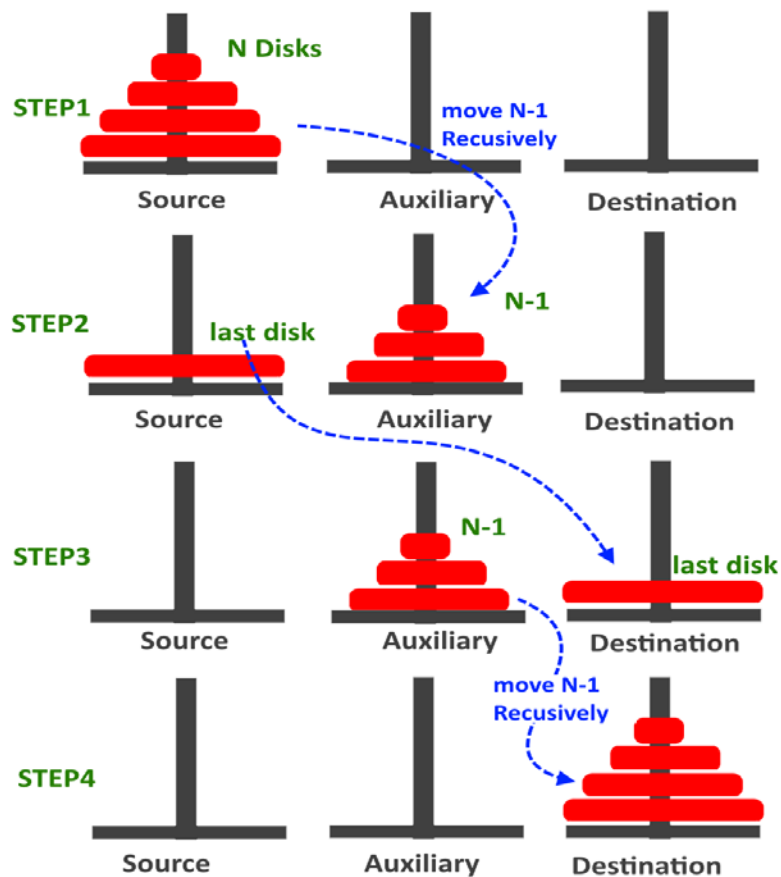 N Disks
STEP1
move N-1
Recusively
Source
Auxiliary
Destination
STEP2
last disk
N-1
Source
Auxiliary
Destination
STEP3
N-1
last disk
Source
Auxiliary
Destination
move N-1
Recusively
STEP4
Source
Auxiliary
Destination